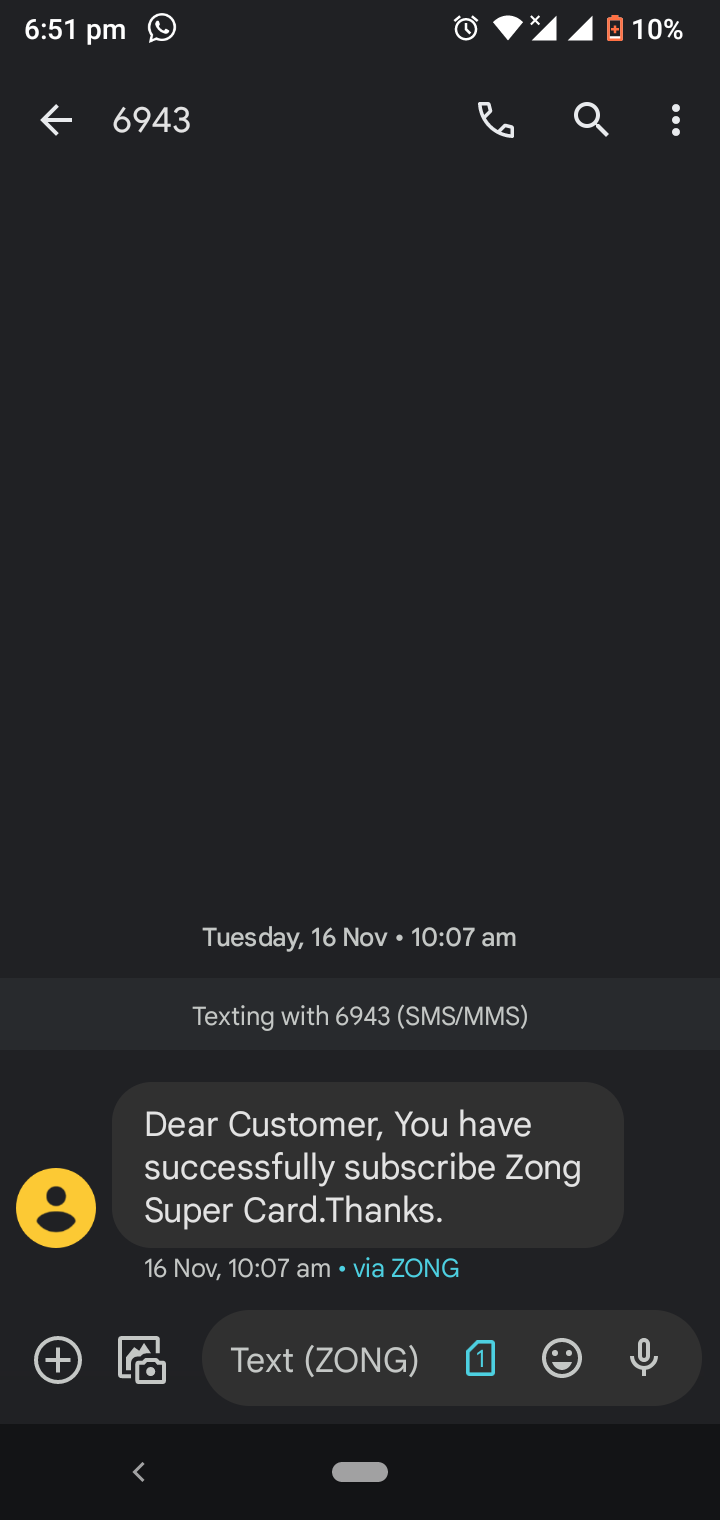 6:51 pm 10%
6943
Tuesday, 16 Nov • 10:07 am
Texting with 6943 (SMS/MMS)
Dear Customer, You have
successfully subscribe Zong
Super Card.Thanks.
16 Nov, 10:07 am • via ZONG
Text (ZONG) 1